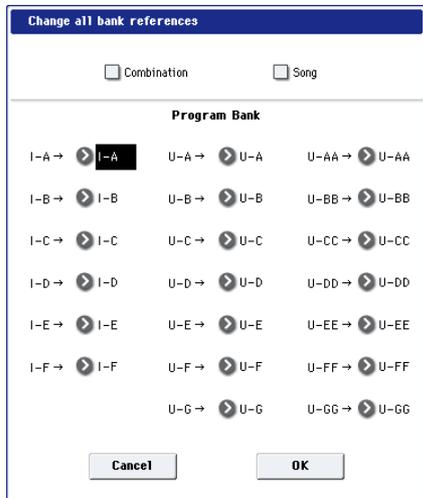 Change all bank references
Combination Song
Program Bank
I-A → I-A U-A → U-A U-AA → U-AA
I-B → I-B U-B → U-B U-BB → U-BB
I-C → I-C U-C → U-C U-CC → U-CC
I-D → I-D U-D → U-D U-DD → U-DD
I-E → I-E U-E → U-E U-EE → U-EE
I-F → I-F U-F → U-F U-FF → U-FF
U-G → U-G U-GG → U-GG
Cancel OK